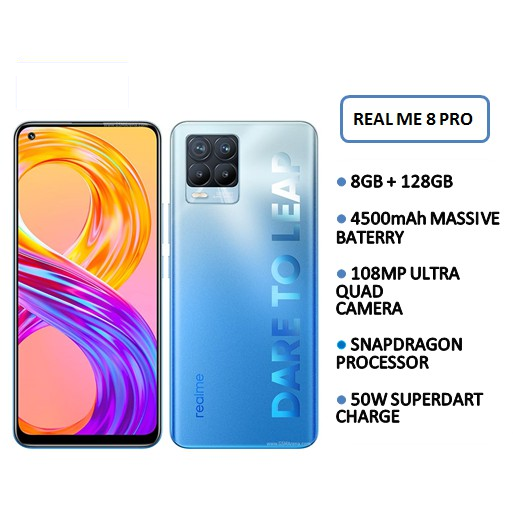 REAL ME 8 PRO
8GB + 128GB
4500mAh MASSIVE
BATERRY
108MP ULTRA
QUAD
CAMERA
SNAPDRAGON
PROCESSOR
50W SUPERDART
CHARGE
DARE TO LEAP
realme